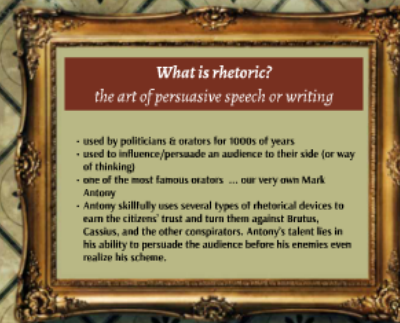 What is rhetoric?
the art of persuasive speech or writing
• used by politicians & orators for 1000s of years
• used to influence/persuade an audience to their side (or way
of thinking)
• one of the most famous orators ... our very own Mark
Antony
• Antony skillfully uses several types of rhetorical devices to
earn the citizens' trust and turn them against Brutus,
Cassius, and the other conspirators. Antony's talent lies in
his ability to persuade the audience before his enemies even
realize his scheme.